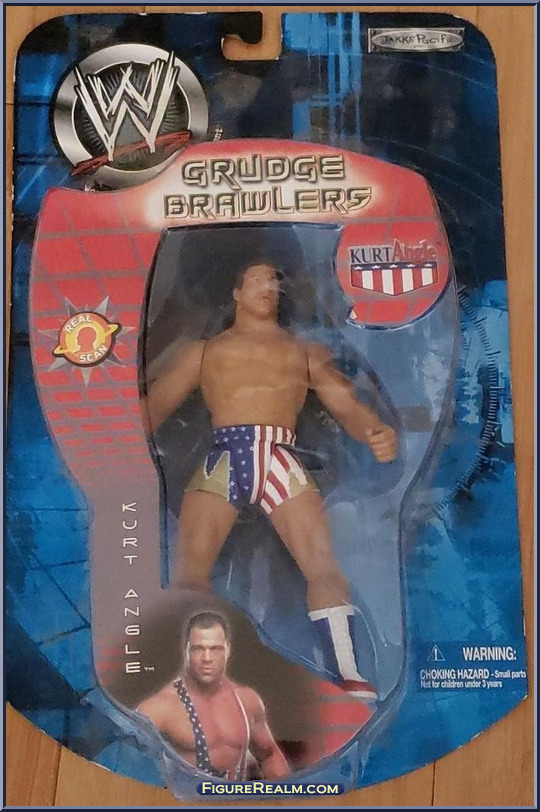 JAKKS Pacific
W
GRUDGE
BRAWLERS
KURT Angle
REAL
SCAN
KURT ANGLE™
WARNING:
CHOKING HAZARD - Small parts
Not for children under 3 years
FIGUREREALM.COM